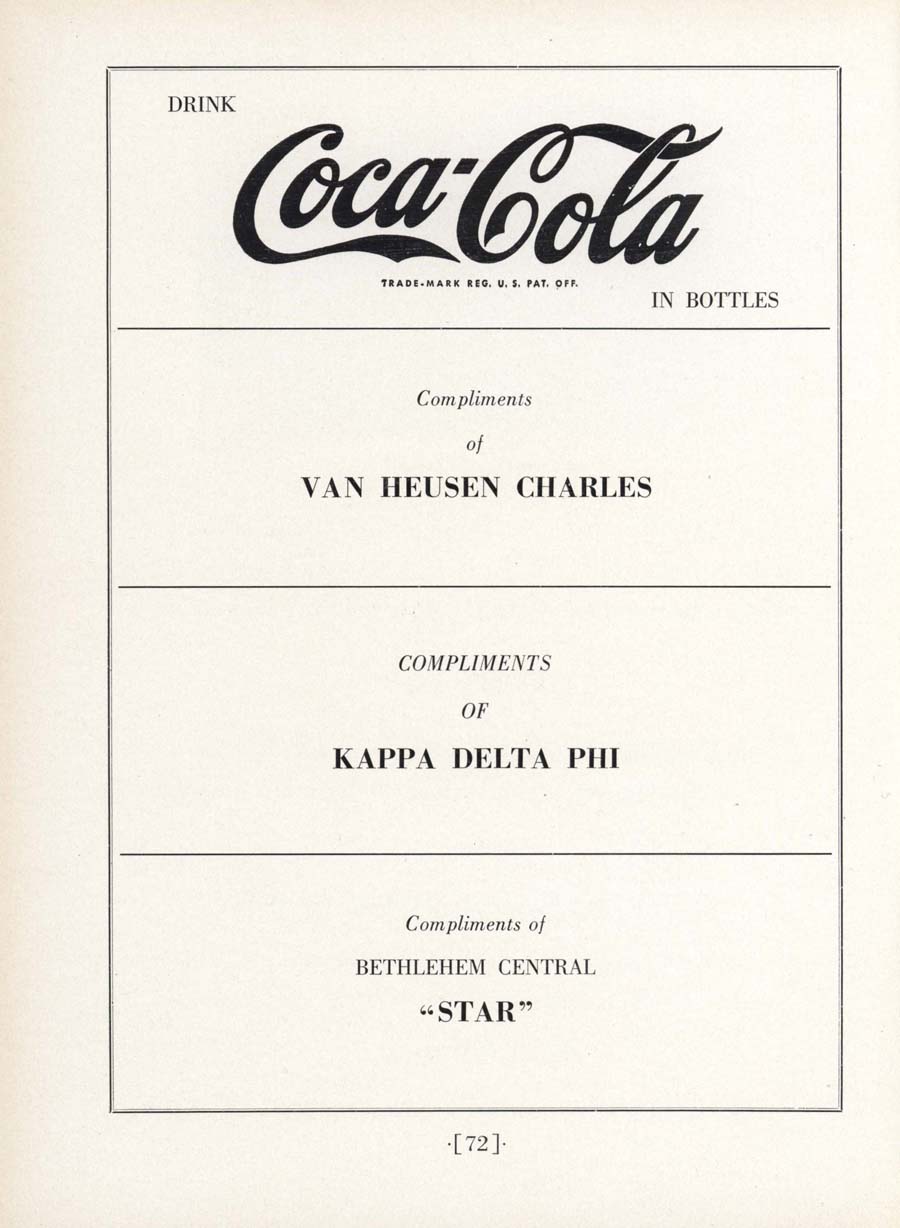 DRINK
Coca-Cola
TRADE-MARK REG. U. S. PAT. OFF.
IN BOTTLES
Compliments
of
VAN HEUSEN CHARLES
COMPLIMENTS
OF
KAPPA DELTA PHI
Compliments of
BETHLEHEM CENTRAL
“STAR”
·[72]·